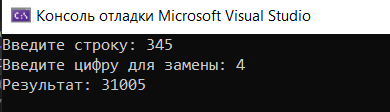 Консоль отладки Microsoft Visual Studio
Введите строку: 345
Введите цифру для замены: 4
Результат: 31005